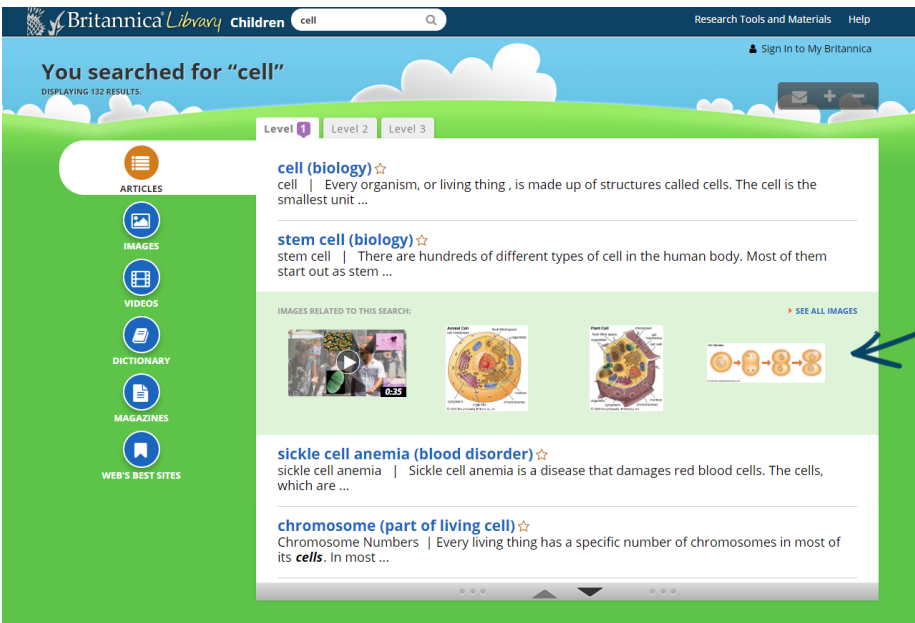 Britannica Library Children
cell
Research Tools and Materials Help
Sign In to My Britannica
You searched for “cell”
DISPLAYING 132 RESULTS.
Level 1 Level 2 Level 3
ARTICLES
IMAGES
VIDEOS
DICTIONARY
MAGAZINES
WEB'S BEST SITES
cell (biology)
cell | Every organism, or living thing , is made up of structures called cells. The cell is the
smallest unit ...
stem cell (biology)
stem cell | There are hundreds of different types of cell in the human body. Most of them
start out as stem ...
IMAGES RELATED TO THIS SEARCH:
SEE ALL IMAGES
0:35
Animal Cell
Plant Cell
sickle cell anemia (blood disorder)
sickle cell anemia | Sickle cell anemia is a disease that damages red blood cells. The cells,
which are ...
chromosome (part of living cell)
Chromosome Numbers | Every living thing has a specific number of chromosomes in most of
its cells. In most ...